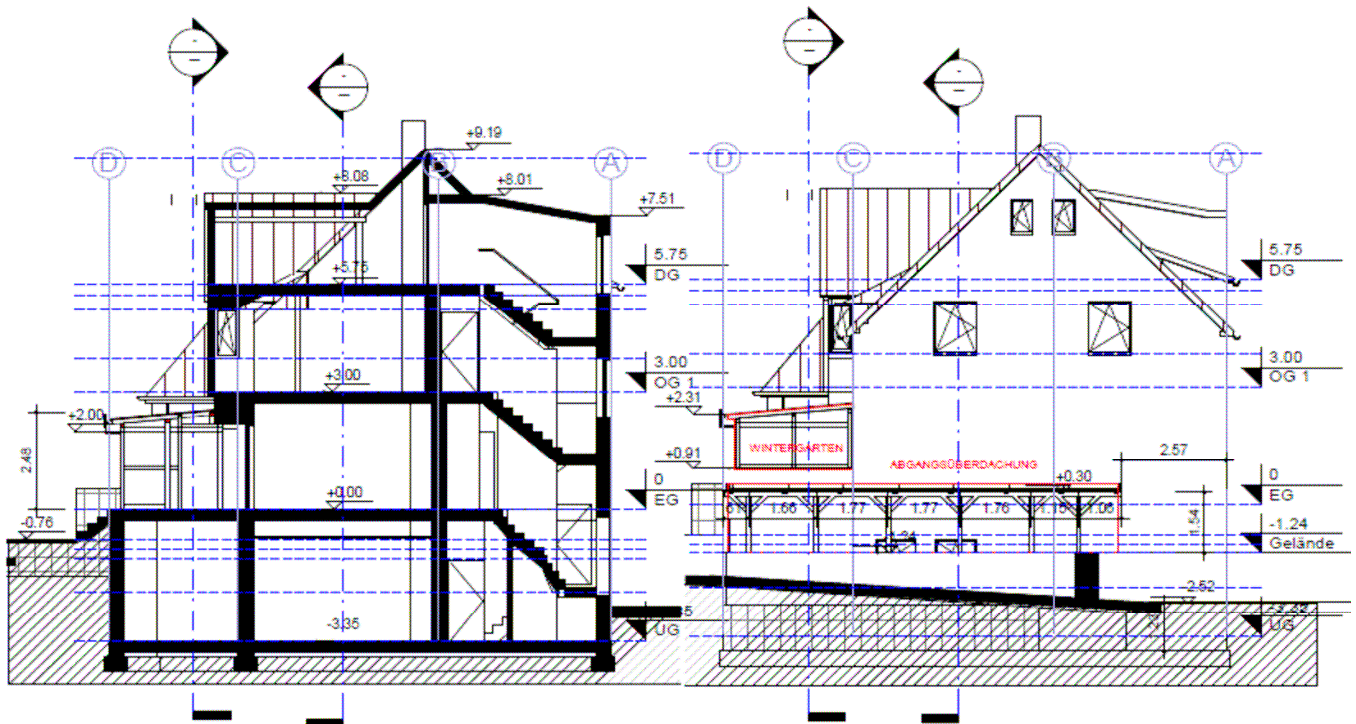 D
C
B
A
+9.19
+8.08
+8.01
+7.51
5.75
DG
+5.75
3.00
OG 1
+3.00
+2.00
2.48
0
EG
+0.00
-0.76
-3.35
UG
D
C
B
A
5.75
DG
3.00
OG 1
+2.31
WINTERGARTEN
+0.91
ABGANGSÜBERDACHUNG
2.57
+0.30
0
EG
1.66
1.77
1.77
1.76
1.15
1.06
1.54
-1.24
Gelände
2.52
UG